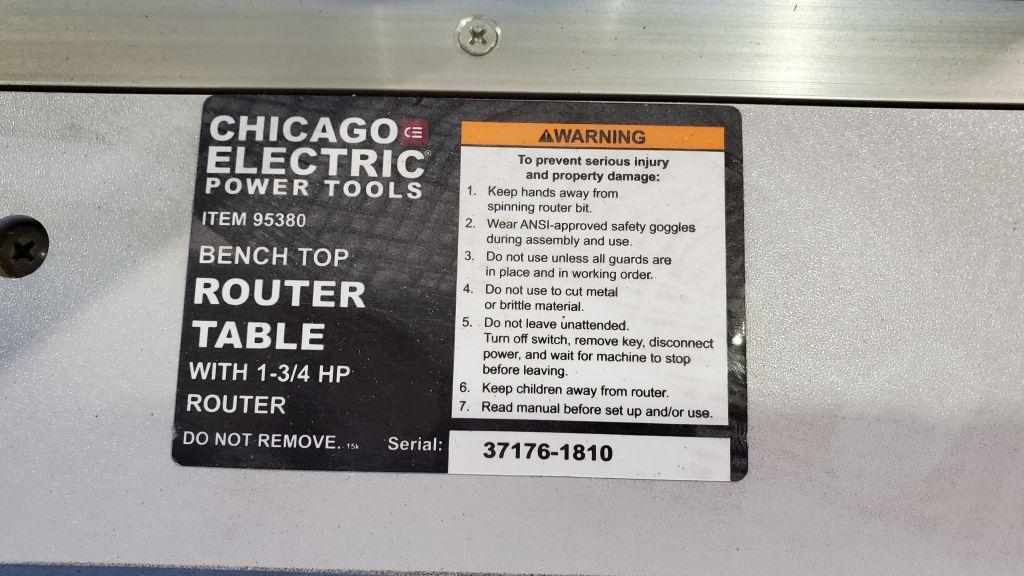 CHICAGO
ELECTRIC®
POWER TOOLS
ITEM 95380
BENCH TOP
ROUTER
TABLE
WITH 1-3/4 HP
ROUTER
DO NOT REMOVE. 15k
⚠WARNING
To prevent serious injury
and property damage:
1. Keep hands away from
spinning router bit.
2. Wear ANSI-approved safety goggles
during assembly and use.
3. Do not use unless all guards are
in place and in working order.
4. Do not use to cut metal
or brittle material.
5. Do not leave unattended.
Turn off switch, remove key, disconnect
power, and wait for machine to stop
before leaving.
6. Keep children away from router.
7. Read manual before set up and/or use.
Serial: 37176-1810